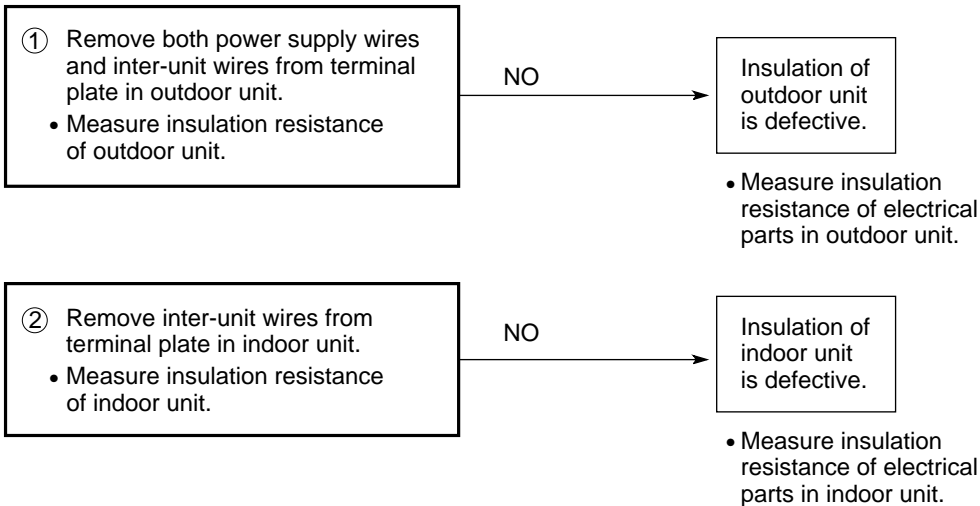 ① Remove both power supply wires
and inter-unit wires from terminal
plate in outdoor unit.
• Measure insulation resistance
of outdoor unit.
NO
Insulation of
outdoor unit
is defective.
• Measure insulation
resistance of electrical
parts in outdoor unit.
② Remove inter-unit wires from
terminal plate in indoor unit.
• Measure insulation resistance
of indoor unit.
NO
Insulation of
indoor unit
is defective.
• Measure insulation
resistance of electrical
parts in indoor unit.